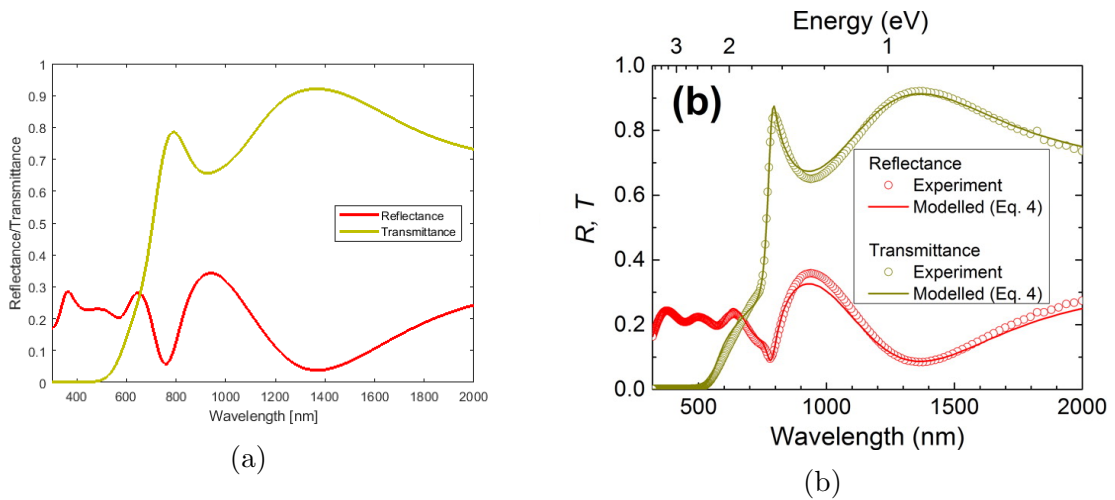 1
0.9
0.8
0.7
0.6
0.5
0.4
0.3
0.2
0.1
0
Reflectance/Transmittance
Reflectance
Transmittance
400 600 800 1000 1200 1400 1600 1800 2000
Wavelength [nm]
(a)
Energy (eV)
3 2 1
1.0
0.8
0.6
0.4
0.2
0.0
R, T
(b)
Reflectance
Experiment
Modelled (Eq. 4)
Transmittance
Experiment
Modelled (Eq. 4)
500 1000 1500 2000
Wavelength (nm)
(b)